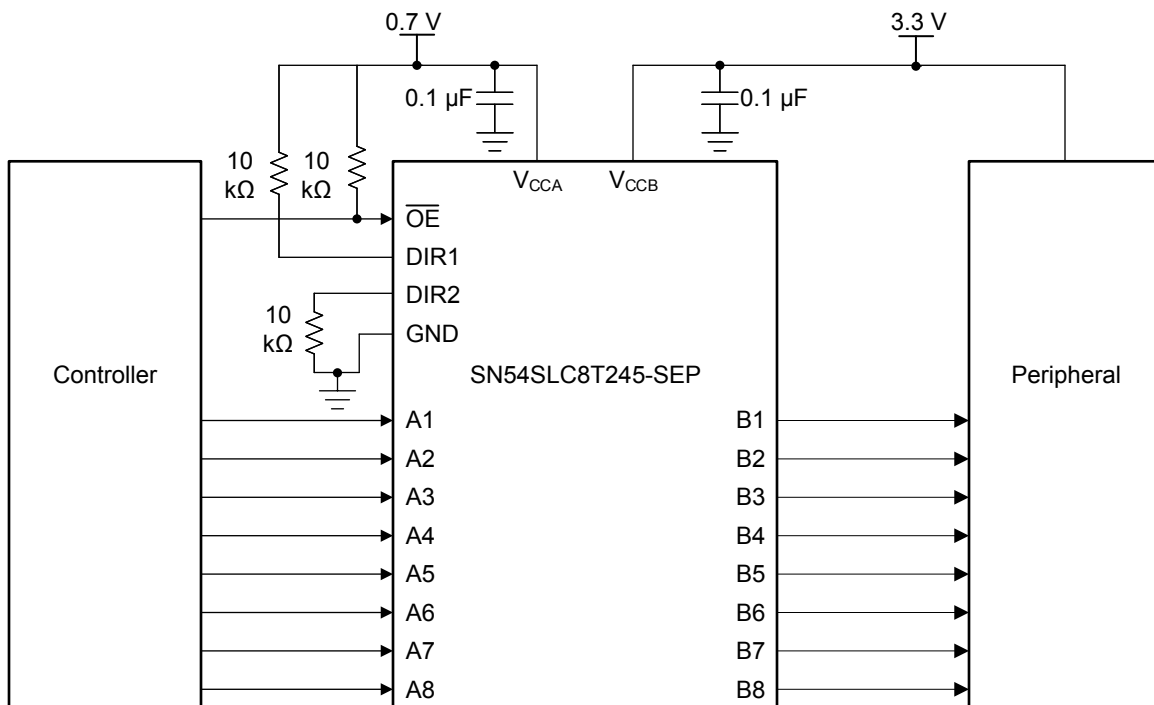 0.7 V
3.3 V
0.1 µF
0.1 µF
10
kΩ
10
kΩ
V_CCA
V_CCB
OE
DIR1
DIR2
GND
10
kΩ
Controller
SN54SLC8T245-SEP
Peripheral
A1
B1
A2
B2
A3
B3
A4
B4
A5
B5
A6
B6
A7
B7
A8
B8